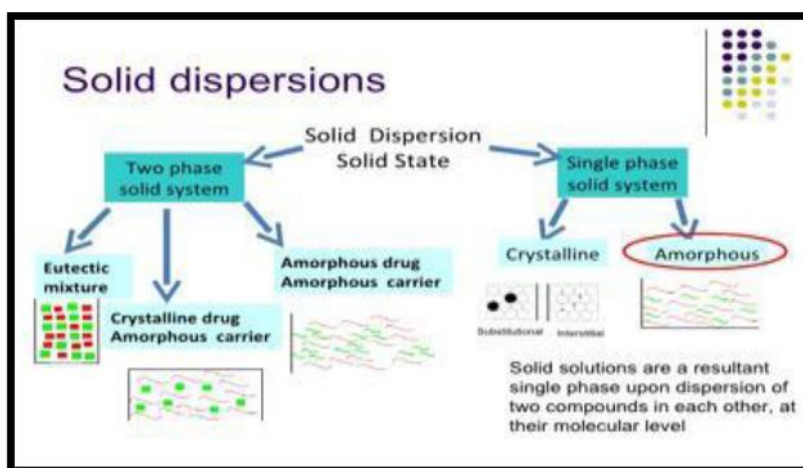 Solid dispersions
Solid Dispersion
Solid State
Two phase
solid system
Single phase
solid system
Eutectic
mixture
Crystalline drug
Amorphous carrier
Amorphous drug
Amorphous carrier
Crystalline
Amorphous
Substitutional
Interstitial
Solid solutions are a resultant
single phase upon dispersion of
two compounds in each other, at
their molecular level